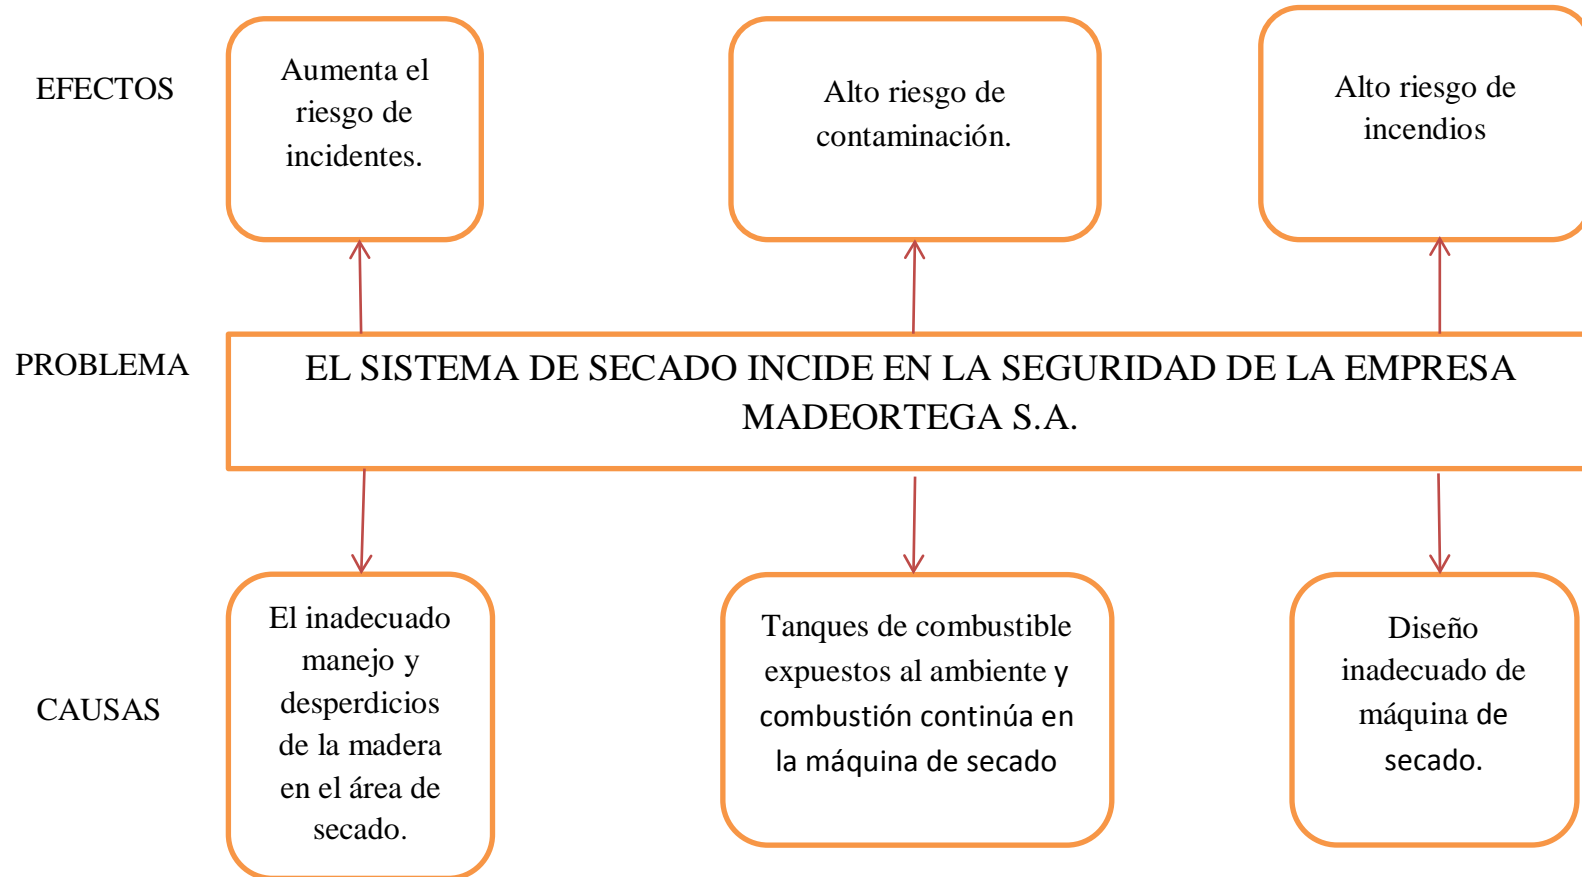 EFECTOS
Aumenta el
riesgo de
incidentes.
Alto riesgo de
contaminación.
Alto riesgo de
incendios
PROBLEMA
EL SISTEMA DE SECADO INCIDE EN LA SEGURIDAD DE LA EMPRESA
MADEORTEGA S.A.
CAUSAS
El inadecuado
manejo y
desperdicios
de la madera
en el área de
secado.
Tanques de combustible
expuestos al ambiente y
combustión continúa en
la máquina de secado
Diseño
inadecuado de
máquina de
secado.